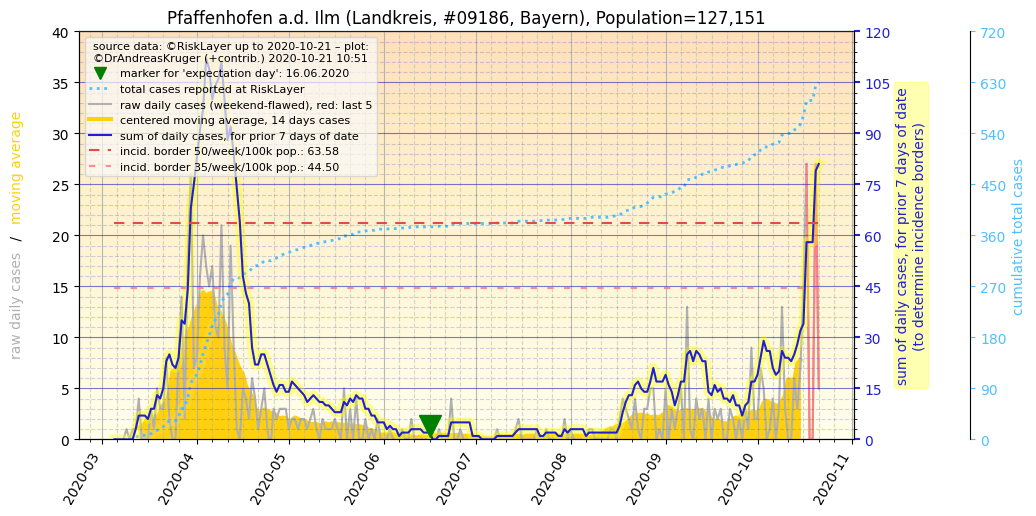 Pfaffenhofen a.d. Ilm (Landkreis, #09186, Bayern), Population=127,151
source data: ©RiskLayer up to 2020-10-21 – plot:
©DrAndreasKruger (+contrib.) 2020-10-21 10:51
marker for 'expectation day': 16.06.2020
total cases reported at RiskLayer
raw daily cases (weekend-flawed), red: last 5
centered moving average, 14 days cases
sum of daily cases, for prior 7 days of date
incid. border 50/week/100k pop.: 63.58
incid. border 35/week/100k pop.: 44.50
raw daily cases / moving average
40
35
30
25
20
15
10
5
0
120
105
90
75
60
45
30
15
0
sum of daily cases, for prior 7 days of date
(to determine incidence borders)
720
630
540
450
360
270
180
90
0
cumulative total cases
2020-03
2020-04
2020-05
2020-06
2020-07
2020-08
2020-09
2020-10
2020-11